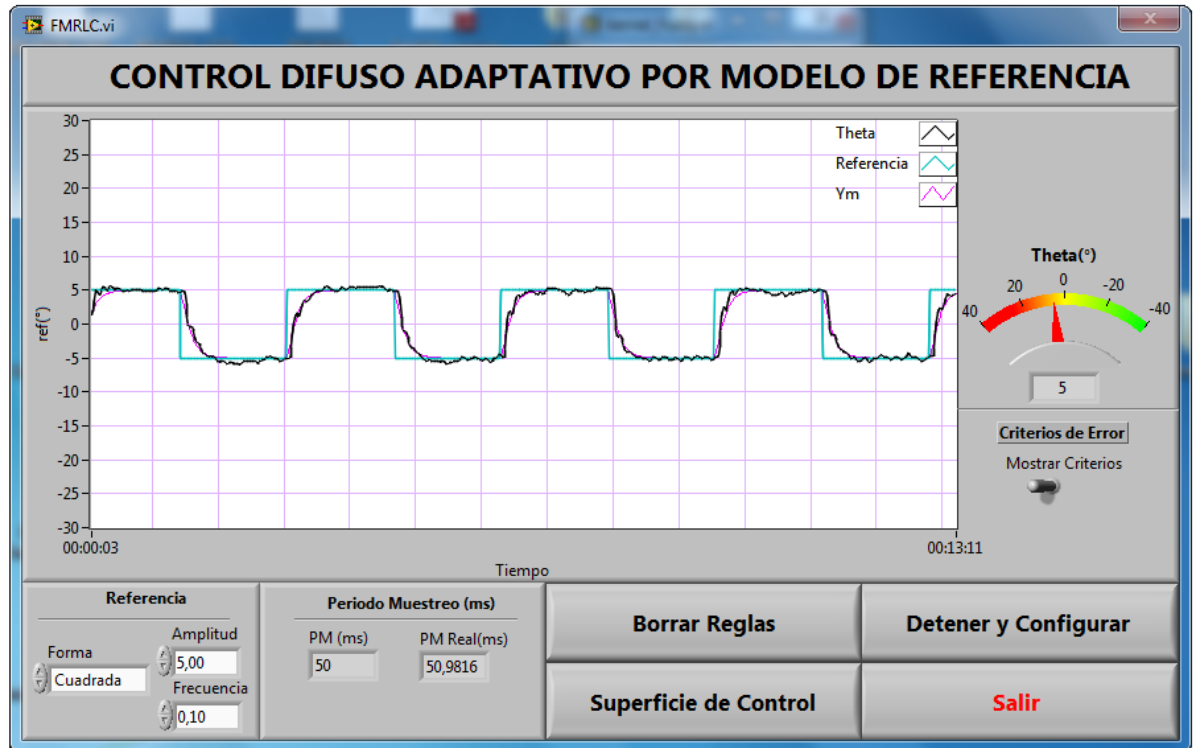 FMRLC.vi
CONTROL DIFUSO ADAPTATIVO POR MODELO DE REFERENCIA
30
25
20
15
10
5
0
-5
-10
-15
-20
-25
-30
ref(°)
Theta
Referencia
Ym
00:00:03
00:13:11
Tiempo
Theta(°)
40
20
0
-20
-40
5
Criterios de Error
Mostrar Criterios
Referencia
Forma
Cuadrada
Amplitud
5,00
Frecuencia
0,10
Periodo Muestreo (ms)
PM (ms)
50
PM Real(ms)
50,9816
Borrar Reglas
Detener y Configurar
Superficie de Control
Salir